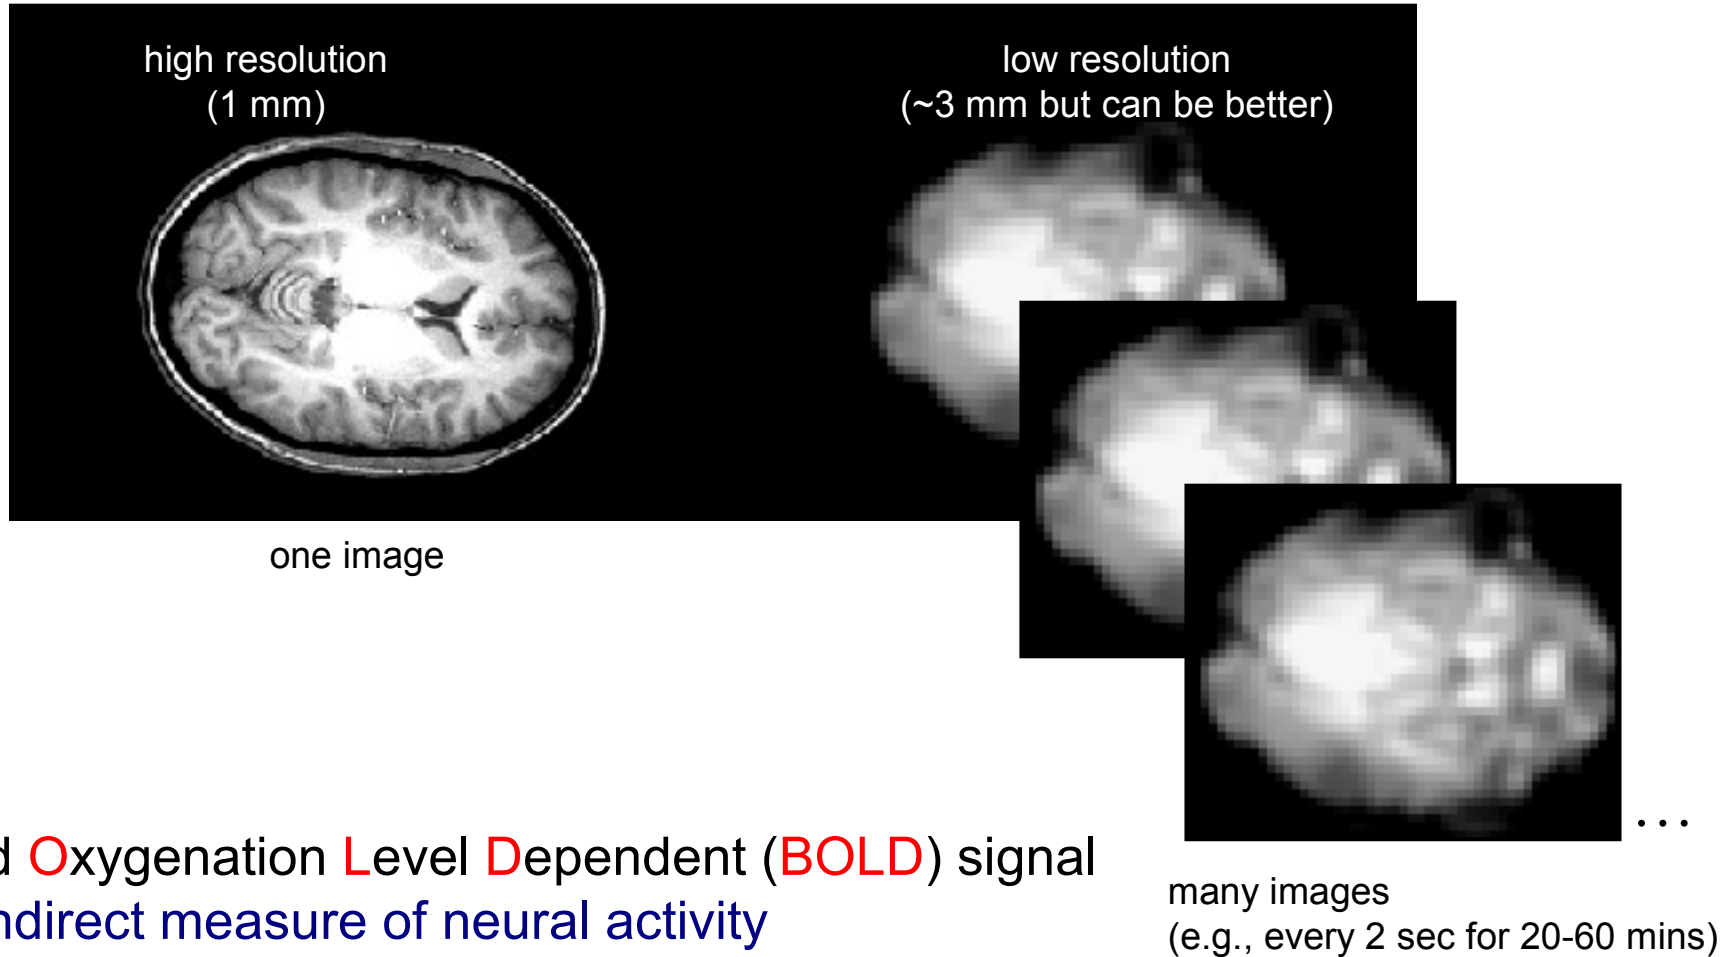 high resolution
(1 mm)
low resolution
(~3 mm but can be better)
one image
d Oxygenation Level Dependent (BOLD) signal
ndirect measure of neural activity
...
many images
(e.g., every 2 sec for 20-60 mins)